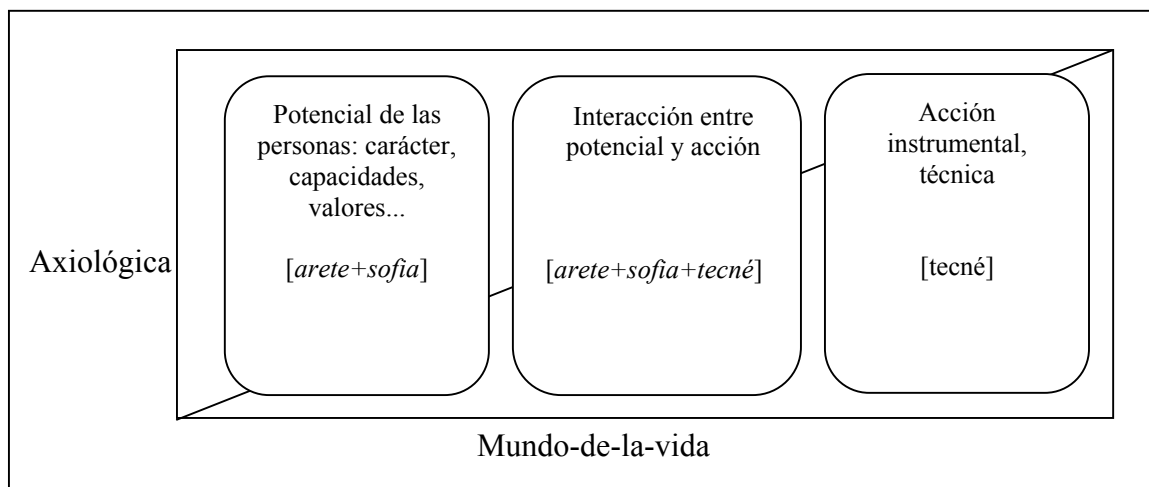 Potencial de las
personas: carácter,
capacidades,
valores...
[arete+sofia]
Interacción entre
potencial y acción
[arete+sofia+tecné]
Acción
instrumental,
técnica
[tecné]
Axiológica
Mundo-de-la-vida